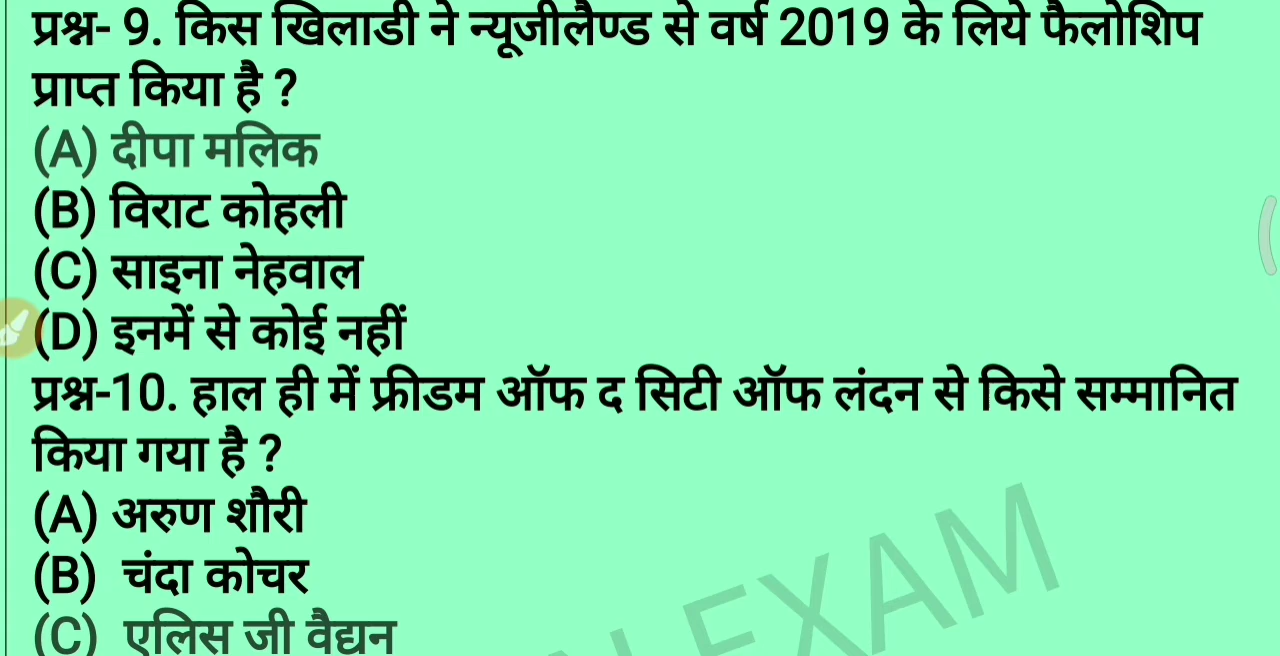 प्रश्न- 9. किस खिलाडी ने न्यूजीलैण्ड से वर्ष 2019 के लिये फैलोशिप
प्राप्त किया है ?
(A) दीपा मलिक
(B) विराट कोहली
(C) साइना नेहवाल
(D) इनमें से कोई नहीं
प्रश्न-10. हाल ही में फ्रीडम ऑफ द सिटी ऑफ लंदन से किसे सम्मानित
किया गया है ?
(A) अरुण शौरी
(B) चंदा कोचर
(C) एलिस जी वैद्यन
EXAM